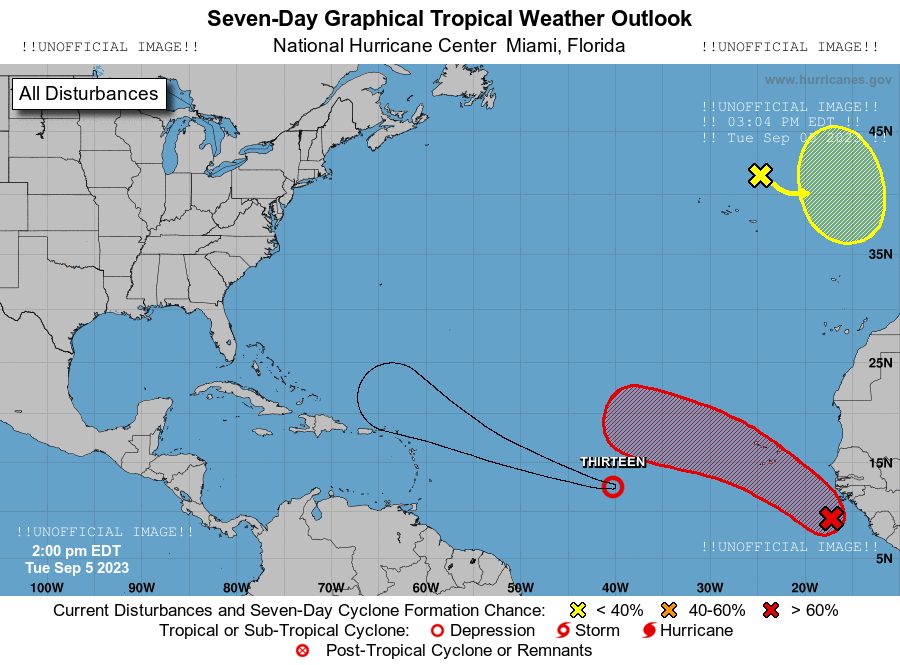 Seven-Day Graphical Tropical Weather Outlook
!!UNOFFICIAL IMAGE!! National Hurricane Center Miami, Florida !!UNOFFICIAL IMAGE!!
www.hurricanes.gov
All Disturbances
!!UNOFFICIAL IMAGE!!
!! 03:04 PM EDT !!
!! Tue Sep 05 2023 !!
45N
35N
25N
THIRTEEN
15N
!!UNOFFICIAL IMAGE!!
!!UNOFFICIAL IMAGE!!
2:00 pm EDT
5N
Tue Sep 5 2023
100W 90W 80W 70W 60W 50W 40W 30W 20W
Current Disturbances and Seven-Day Cyclone Formation Chance: < 40% 40-60% > 60%
Tropical or Sub-Tropical Cyclone: Depression Storm Hurricane
Post-Tropical Cyclone or Remnants